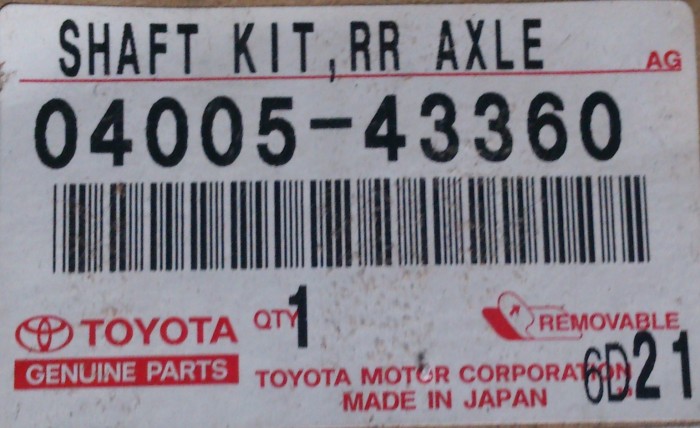 SHAFT KIT,RR AXLE
AG
04005-43360
TOYOTA
QTY 1
REMOVABLE
GENUINE PARTS
TOYOTA MOTOR CORPORATION
6D21
MADE IN JAPAN